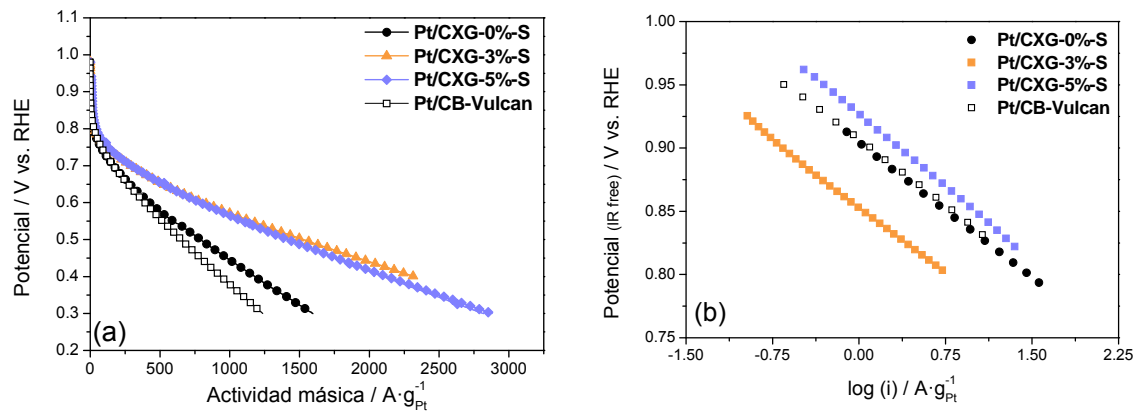 Potencial / V vs. RHE
1.1
1.0
0.9
0.8
0.7
0.6
0.5
0.4
0.3
0.2
0 500 1000 1500 2000 2500 3000
Actividad másica / A·g⁻¹Pt
(a)
Pt/CXG-0%-S
Pt/CXG-3%-S
Pt/CXG-5%-S
Pt/CB-Vulcan
Potencial (IR free) / V vs. RHE
1.00
0.95
0.90
0.85
0.80
0.75
-1.50 -0.75 0.00 0.75 1.50 2.25
log (i) / A·g⁻¹Pt
(b)
Pt/CXG-0%-S
Pt/CXG-3%-S
Pt/CXG-5%-S
Pt/CB-Vulcan